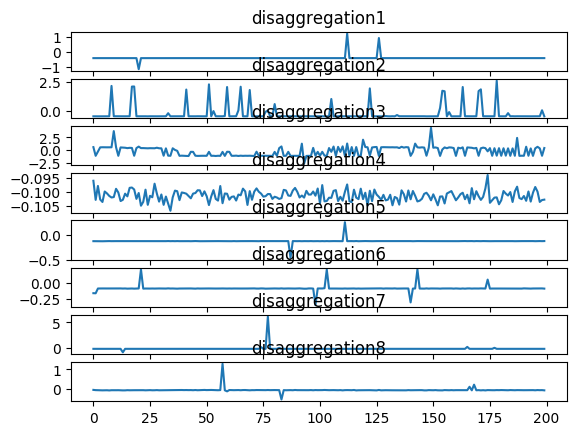 disaggregation1
1
0
−1
disaggregation2
2.5
0.0
disaggregation3
2.5
0.0
−2.5
disaggregation4
−0.095
−0.100
−0.105
disaggregation5
0.0
−0.5
disaggregation6
0.00
−0.25
disaggregation7
5
0
disaggregation8
1
0
0 25 50 75 100 125 150 175 200